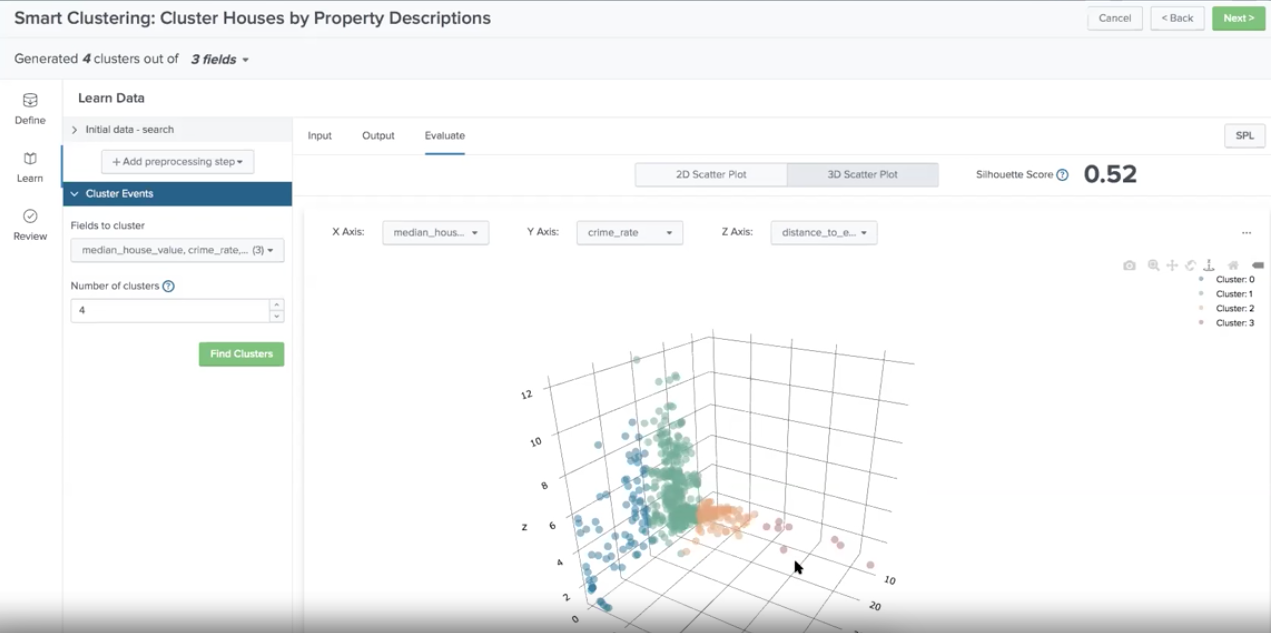 Smart Clustering: Cluster Houses by Property Descriptions
Cancel
< Back
Next >
Generated 4 clusters out of 3 fields
Define
Learn
Review
Learn Data
Initial data - search
+ Add preprocessing step
Cluster Events
Fields to cluster
median_house_value, crime_rate,... (3)
Number of clusters ?
4
Find Clusters
Input
Output
Evaluate
SPL
2D Scatter Plot
3D Scatter Plot
Silhouette Score ? 0.52
X Axis: median_hous...
Y Axis: crime_rate
Z Axis: distance_to_e...
...
Cluster: 0
Cluster: 1
Cluster: 2
Cluster: 3
12
10
8
z
6
4
2
0
10
20